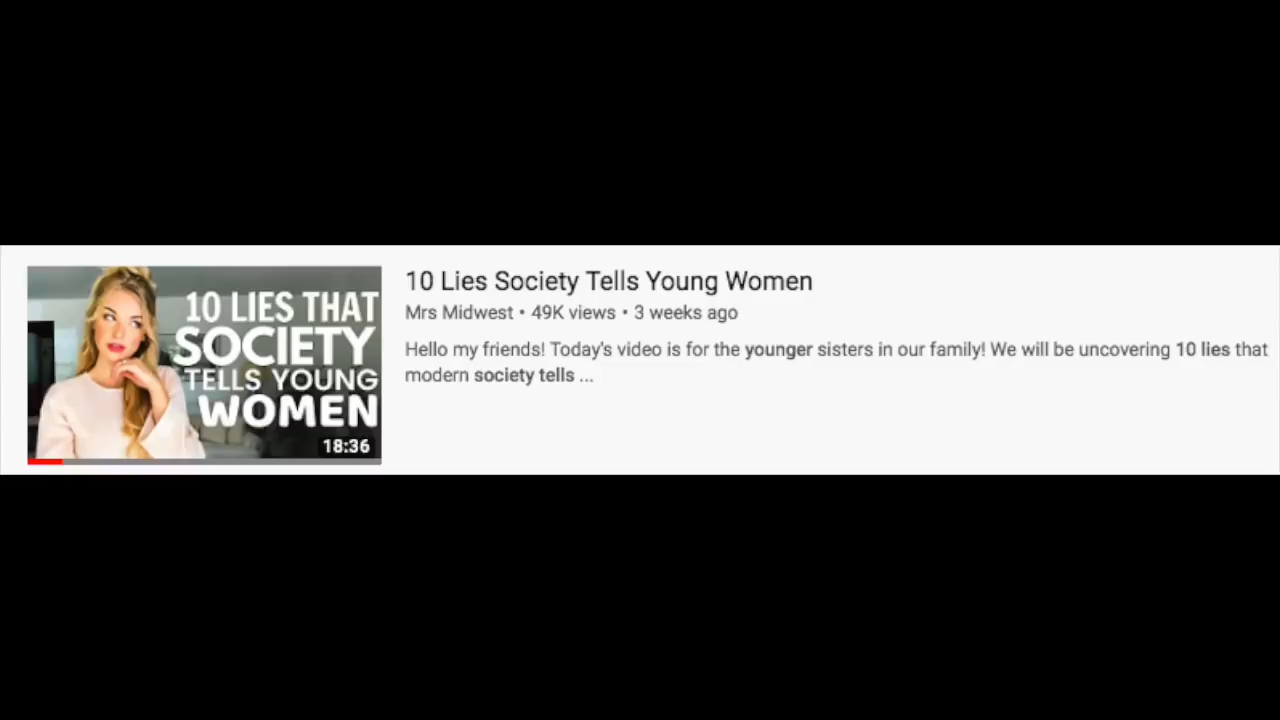 10 LIES THAT
SOCIETY
TELLS YOUNG
WOMEN
18:36
10 Lies Society Tells Young Women
Mrs Midwest • 49K views • 3 weeks ago
Hello my friends! Today's video is for the younger sisters in our family! We will be uncovering 10 lies that
modern society tells ...